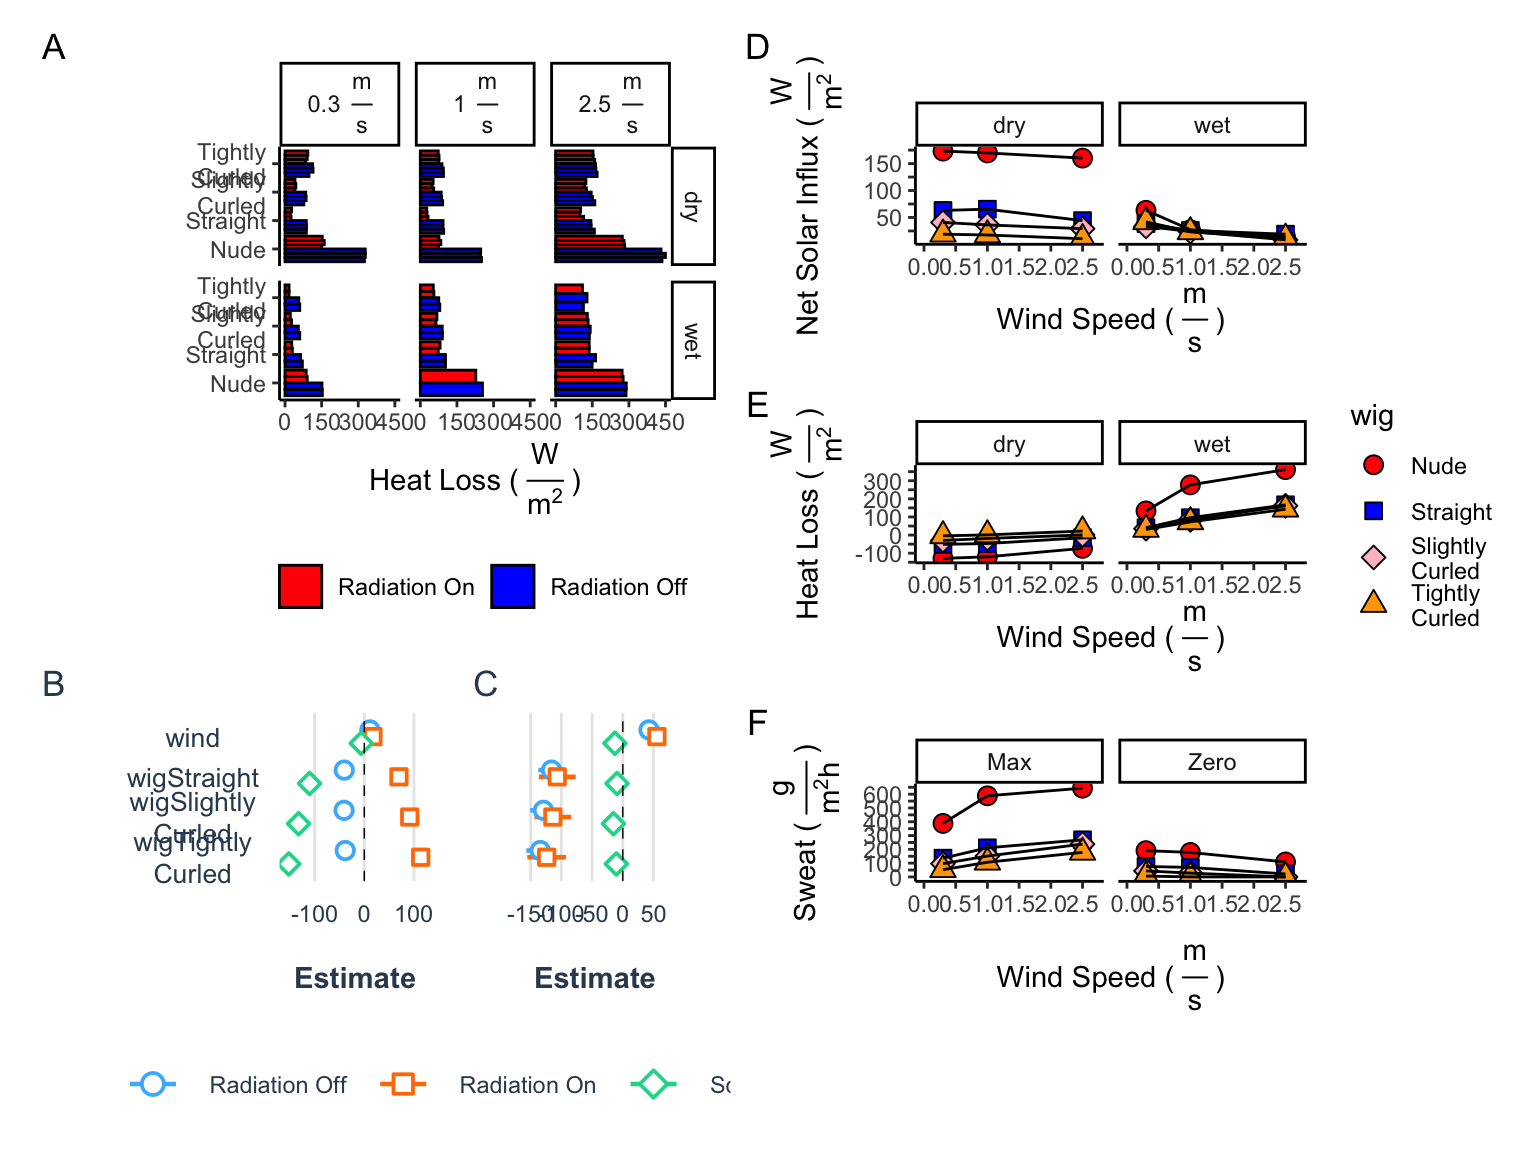 A
0.3 m/s
1 m/s
2.5 m/s
Tightly
Curled
Slightly
Curled
Straight
Nude
dry
Tightly
Curled
Slightly
Curled
Straight
Nude
wet
0 150 300 450
0 150 300 450
0 150 300 450
Heat Loss ( W/m² )
Radiation On
Radiation Off
B
wind
wigStraight
wigSlightly
Curled
wigTightly
Curled
-100 0 100
Estimate
C
-150 -100 -50 0 50
Estimate
Radiation Off
Radiation On
D
Net Solar Influx ( W/m² )
dry
wet
150
100
50
0.0 0.5 1.0 1.5 2.0 2.5
0.0 0.5 1.0 1.5 2.0 2.5
Wind Speed ( m/s )
E
Heat Loss ( W/m² )
dry
wet
300
200
100
0
-100
0.0 0.5 1.0 1.5 2.0 2.5
0.0 0.5 1.0 1.5 2.0 2.5
Wind Speed ( m/s )
wig
Nude
Straight
Slightly
Curled
Tightly
Curled
F
Sweat ( g/m²h )
Max
Zero
600
500
400
300
200
100
0
0.0 0.5 1.0 1.5 2.0 2.5
0.0 0.5 1.0 1.5 2.0 2.5
Wind Speed ( m/s )